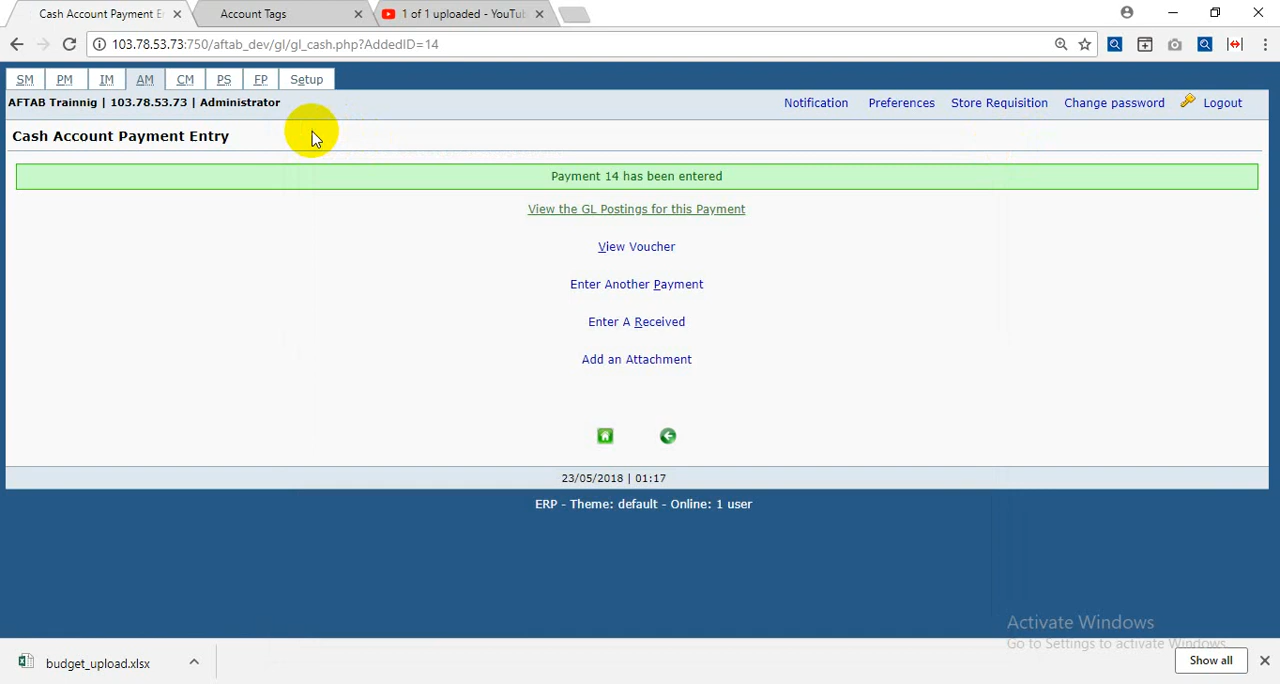 Cash Account Payment E
Account Tags
1 of 1 uploaded - YouTub
103.78.53.73:750/aftab_dev/gl/gl_cash.php?AddedID=14
SM PM IM AM CM PS FP Setup
AFTAB Trainnig | 103.78.53.73 | Administrator
Notification Preferences Store Requisition Change password Logout
Cash Account Payment Entry
Payment 14 has been entered
View the GL Postings for this Payment
View Voucher
Enter Another Payment
Enter A Received
Add an Attachment
23/05/2018 | 01:17
ERP - Theme: default - Online: 1 user
Activate Windows
Go to Settings to activate Windows.
budget_upload.xlsx
Show all